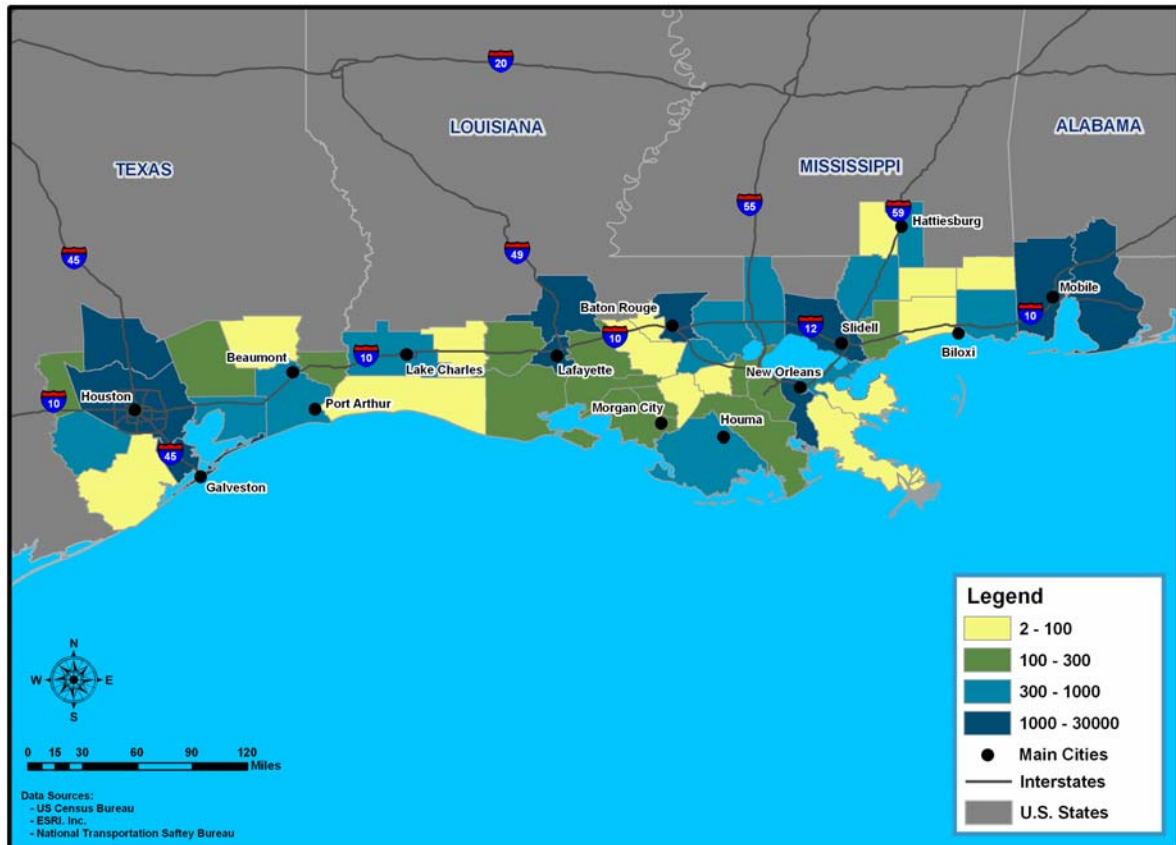 20
LOUISIANA
ALABAMA
TEXAS
MISSISSIPPI
55
59
Hattiesburg
45
49
Mobile
Baton Rouge
10
12
Slidell
10
Beaumont
10
Biloxi
Lake Charles
Lafayette
New Orleans
10
Houston
Port Arthur
Morgan City
Houma
45
Galveston
Legend
2 - 100
100 - 300
300 - 1000
1000 - 30000
Main Cities
Interstates
U.S. States
N
W E
S
0 15 30 60 90 120
Miles
Data Sources:
- US Census Bureau
- ESRI. Inc.
- National Transportation Saftey Bureau